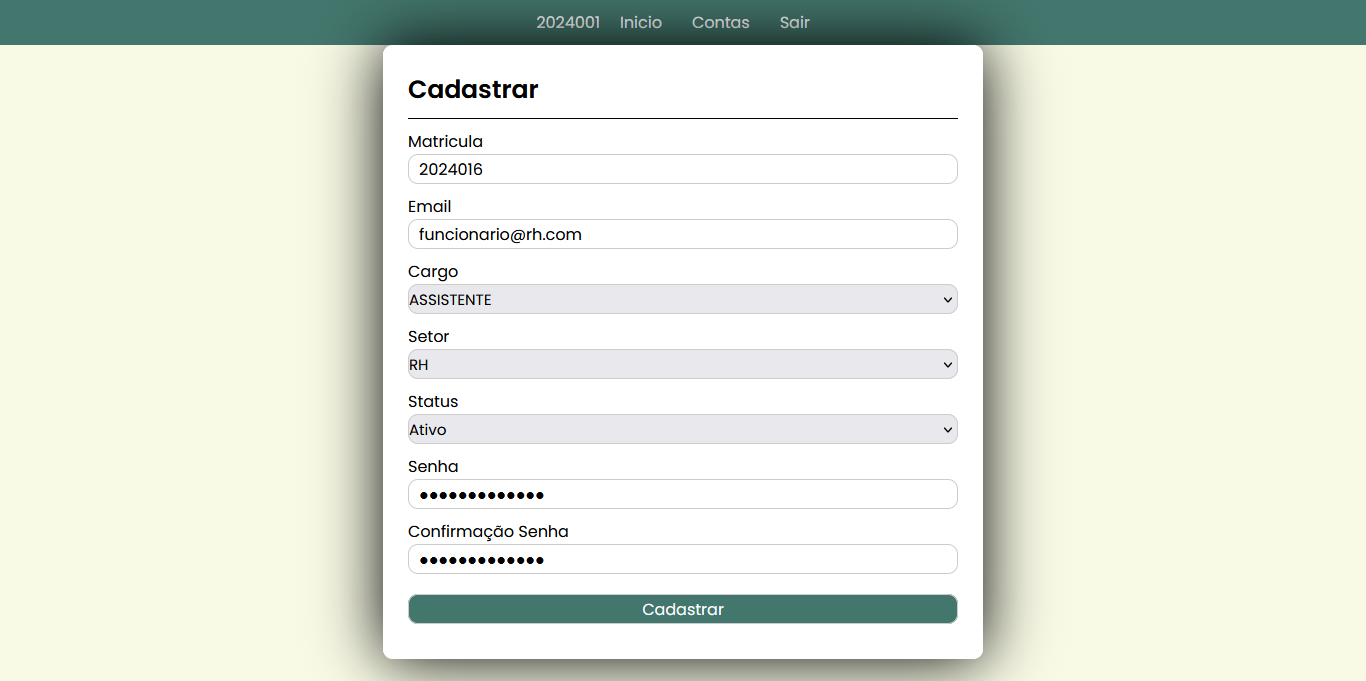 2024001 Inicio Contas Sair
Cadastrar
Matricula
2024016
Email
funcionario@rh.com
Cargo
ASSISTENTE
Setor
RH
Status
Ativo
Senha
●●●●●●●●●●●●●
Confirmação Senha
●●●●●●●●●●●●●
Cadastrar